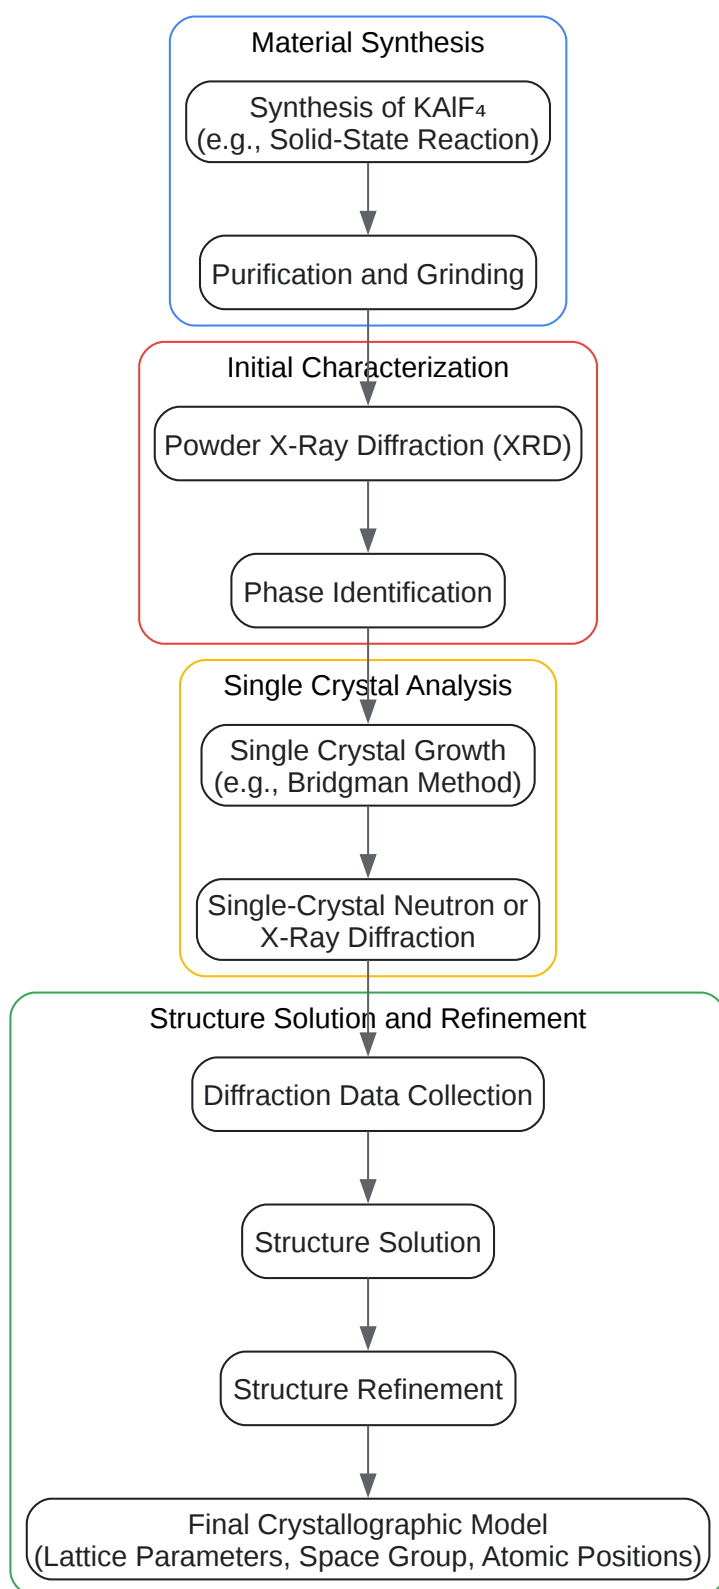 Material Synthesis
Synthesis of KAlF₄
(e.g., Solid-State Reaction)
Purification and Grinding
Initial Characterization
Powder X-Ray Diffraction (XRD)
Phase Identification
Single Crystal Analysis
Single Crystal Growth
(e.g., Bridgman Method)
Single-Crystal Neutron or
X-Ray Diffraction
Structure Solution and Refinement
Diffraction Data Collection
Structure Solution
Structure Refinement
Final Crystallographic Model
(Lattice Parameters, Space Group, Atomic Positions)